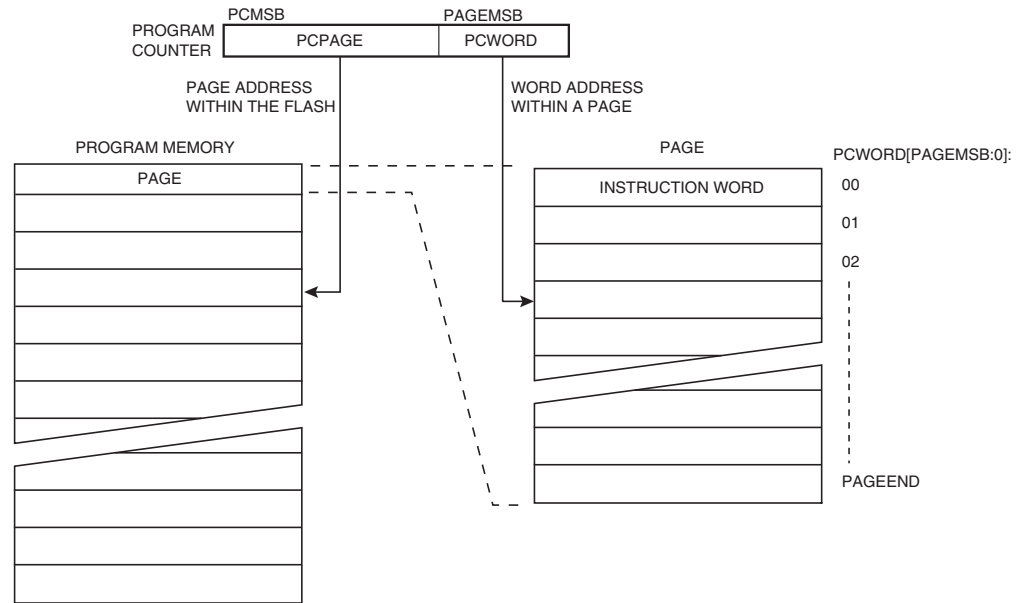 PCMSB PAGEMSB
PROGRAM
COUNTER
PCPAGE PCWORD
PAGE ADDRESS
WITHIN THE FLASH
WORD ADDRESS
WITHIN A PAGE
PROGRAM MEMORY
PAGE
PAGE
PCWORD[PAGEMSB:0]:
INSTRUCTION WORD
00
01
02
PAGEEND